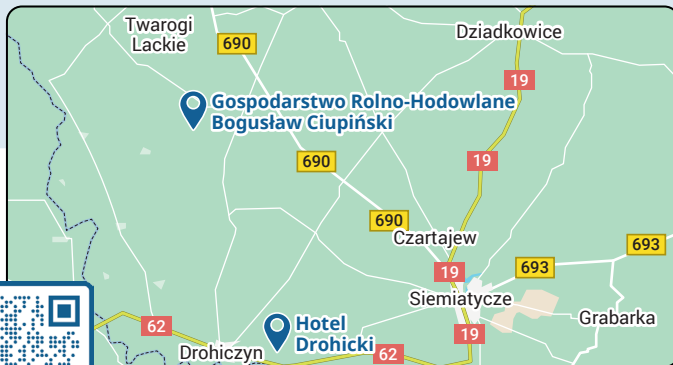 Twarogi
Lackie
690
Dziadkowice
19
Gospodarstwo Rolno-Hodowlane
Bogusław Ciupiński
690
19
690
Czartajew
693
19
693
Siemiatycze
Grabarka
62
Hotel
Drohicki
19
Drohiczyn
62